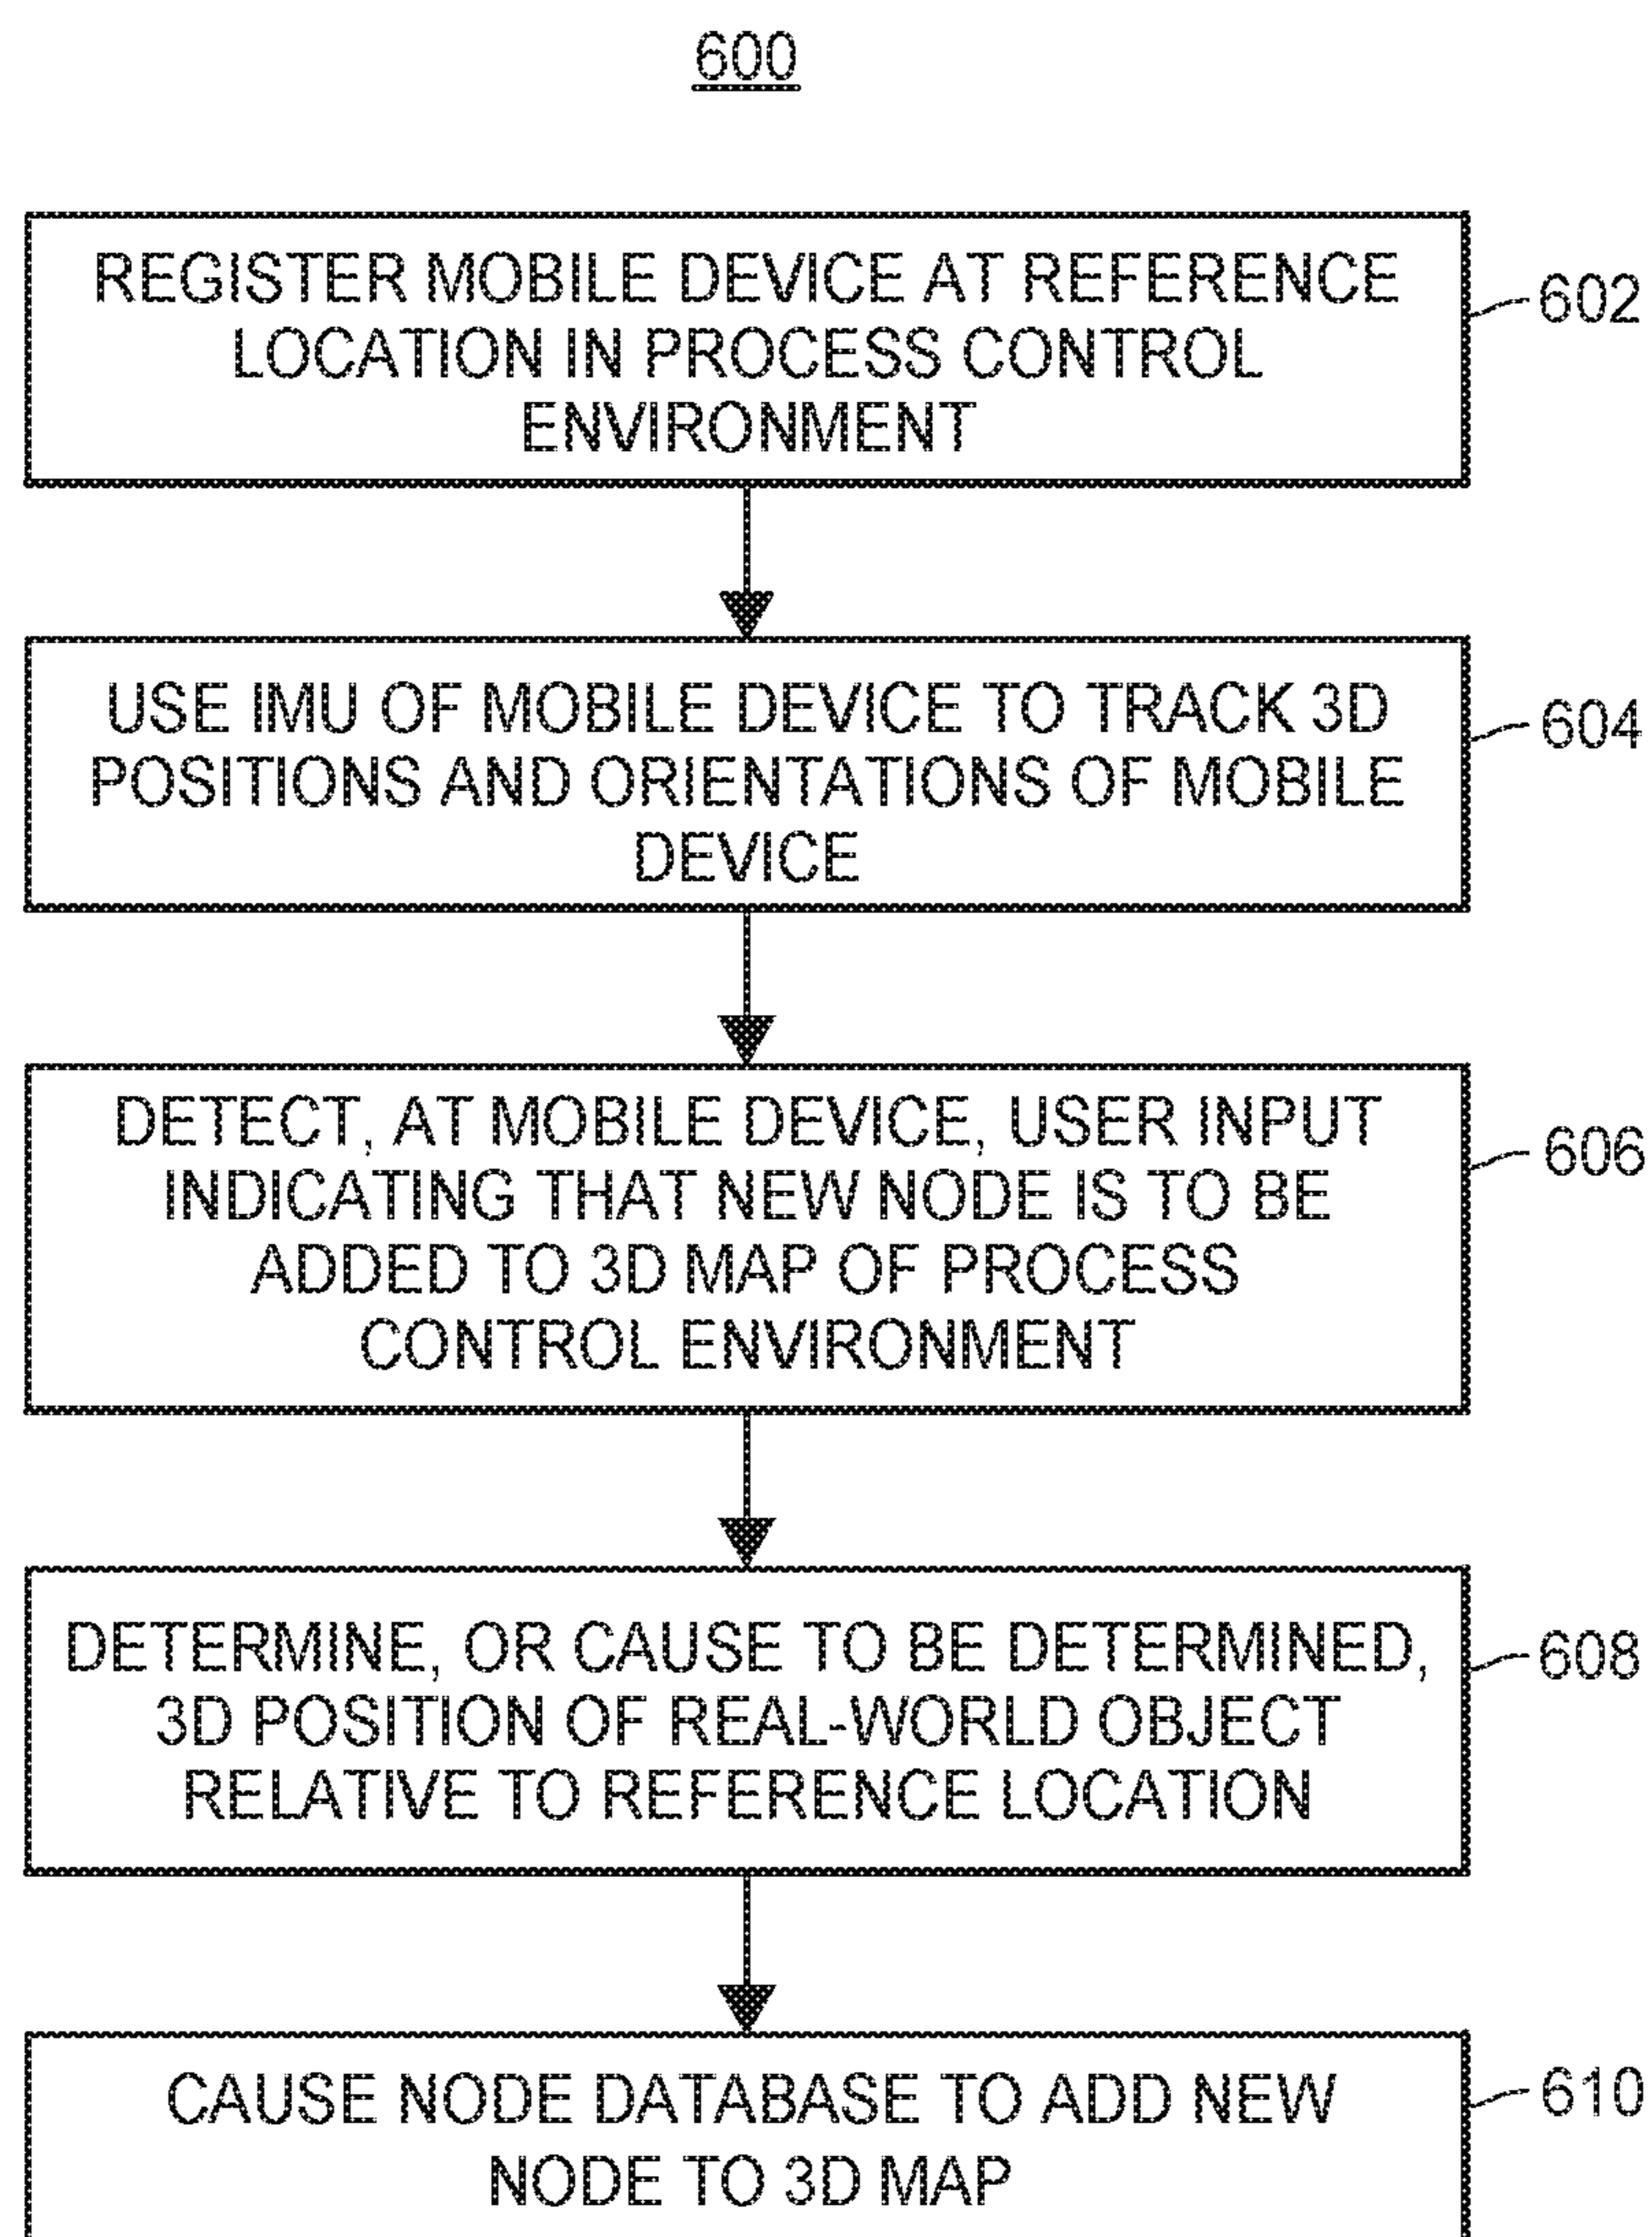 600
REGISTER MOBILE DEVICE AT REFERENCE
LOCATION IN PROCESS CONTROL
ENVIRONMENT
602
USE IMU OF MOBILE DEVICE TO TRACK 3D
POSITIONS AND ORIENTATIONS OF MOBILE
DEVICE
604
DETECT, AT MOBILE DEVICE, USER INPUT
INDICATING THAT NEW NODE IS TO BE
ADDED TO 3D MAP OF PROCESS
CONTROL ENVIRONMENT
606
DETERMINE, OR CAUSE TO BE DETERMINED,
3D POSITION OF REAL-WORLD OBJECT
RELATIVE TO REFERENCE LOCATION
608
CAUSE NODE DATABASE TO ADD NEW
NODE TO 3D MAP
610